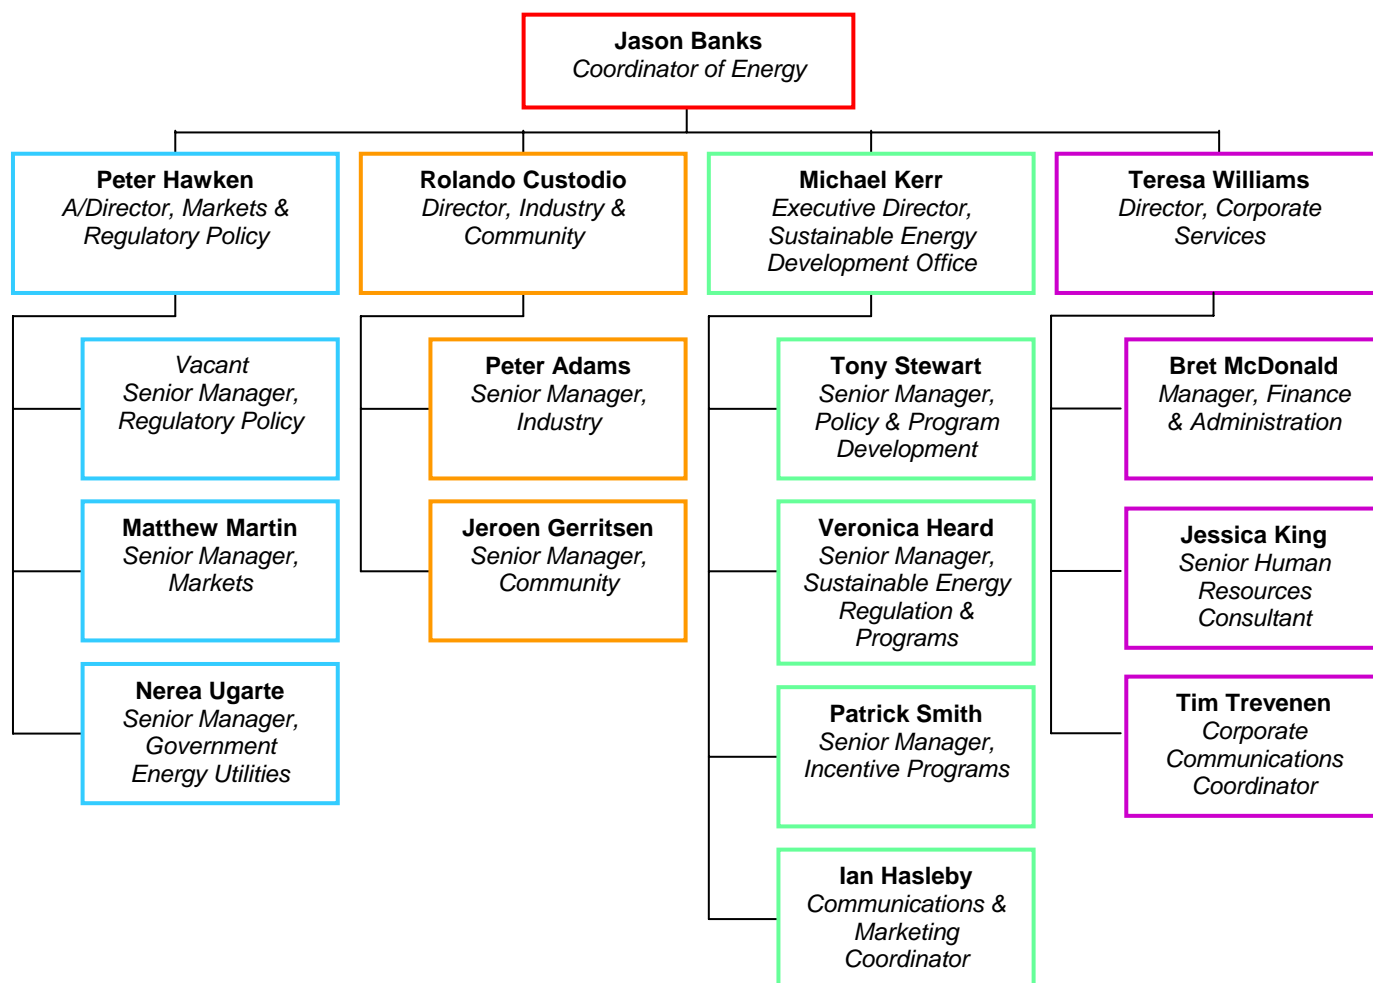 Jason Banks
Coordinator of Energy
Peter Hawken
A/Director, Markets &
Regulatory Policy
Rolando Custodio
Director, Industry &
Community
Michael Kerr
Executive Director,
Sustainable Energy
Development Office
Teresa Williams
Director, Corporate
Services
Vacant
Senior Manager,
Regulatory Policy
Matthew Martin
Senior Manager,
Markets
Nerea Ugarte
Senior Manager,
Government
Energy Utilities
Peter Adams
Senior Manager,
Industry
Jeroen Gerritsen
Senior Manager,
Community
Tony Stewart
Senior Manager,
Policy & Program
Development
Veronica Heard
Senior Manager,
Sustainable Energy
Regulation &
Programs
Patrick Smith
Senior Manager,
Incentive Programs
Ian Hasleby
Communications &
Marketing
Coordinator
Bret McDonald
Manager, Finance
& Administration
Jessica King
Senior Human
Resources
Consultant
Tim Trevenen
Corporate
Communications
Coordinator